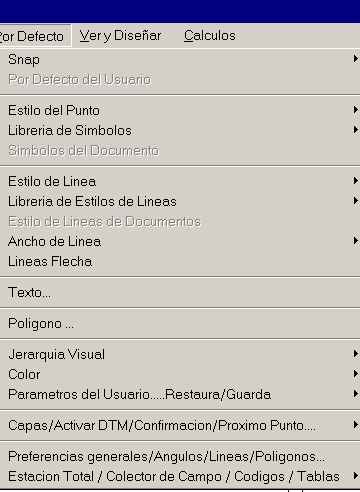 Por Defecto Ver y Diseñar Calculos
Snap
Por Defecto del Usuario
Estilo del Punto
Libreria de Simbolos
Simbolos del Documento
Estilo de Linea
Libreria de Estilos de Lineas
Estilo de Lineas de Documentos
Ancho de Linea
Lineas Flecha
Texto...
Poligono ...
Jerarquia Visual
Color
Parametros del Usuario.....Restaura/Guarda
Capas/Activar DTM/Confirmacion/Proximo Punto....
Preferencias generales/Angulos/Lineas/Poligonos...
Estacion Total / Colector de Campo / Codigos / Tablas